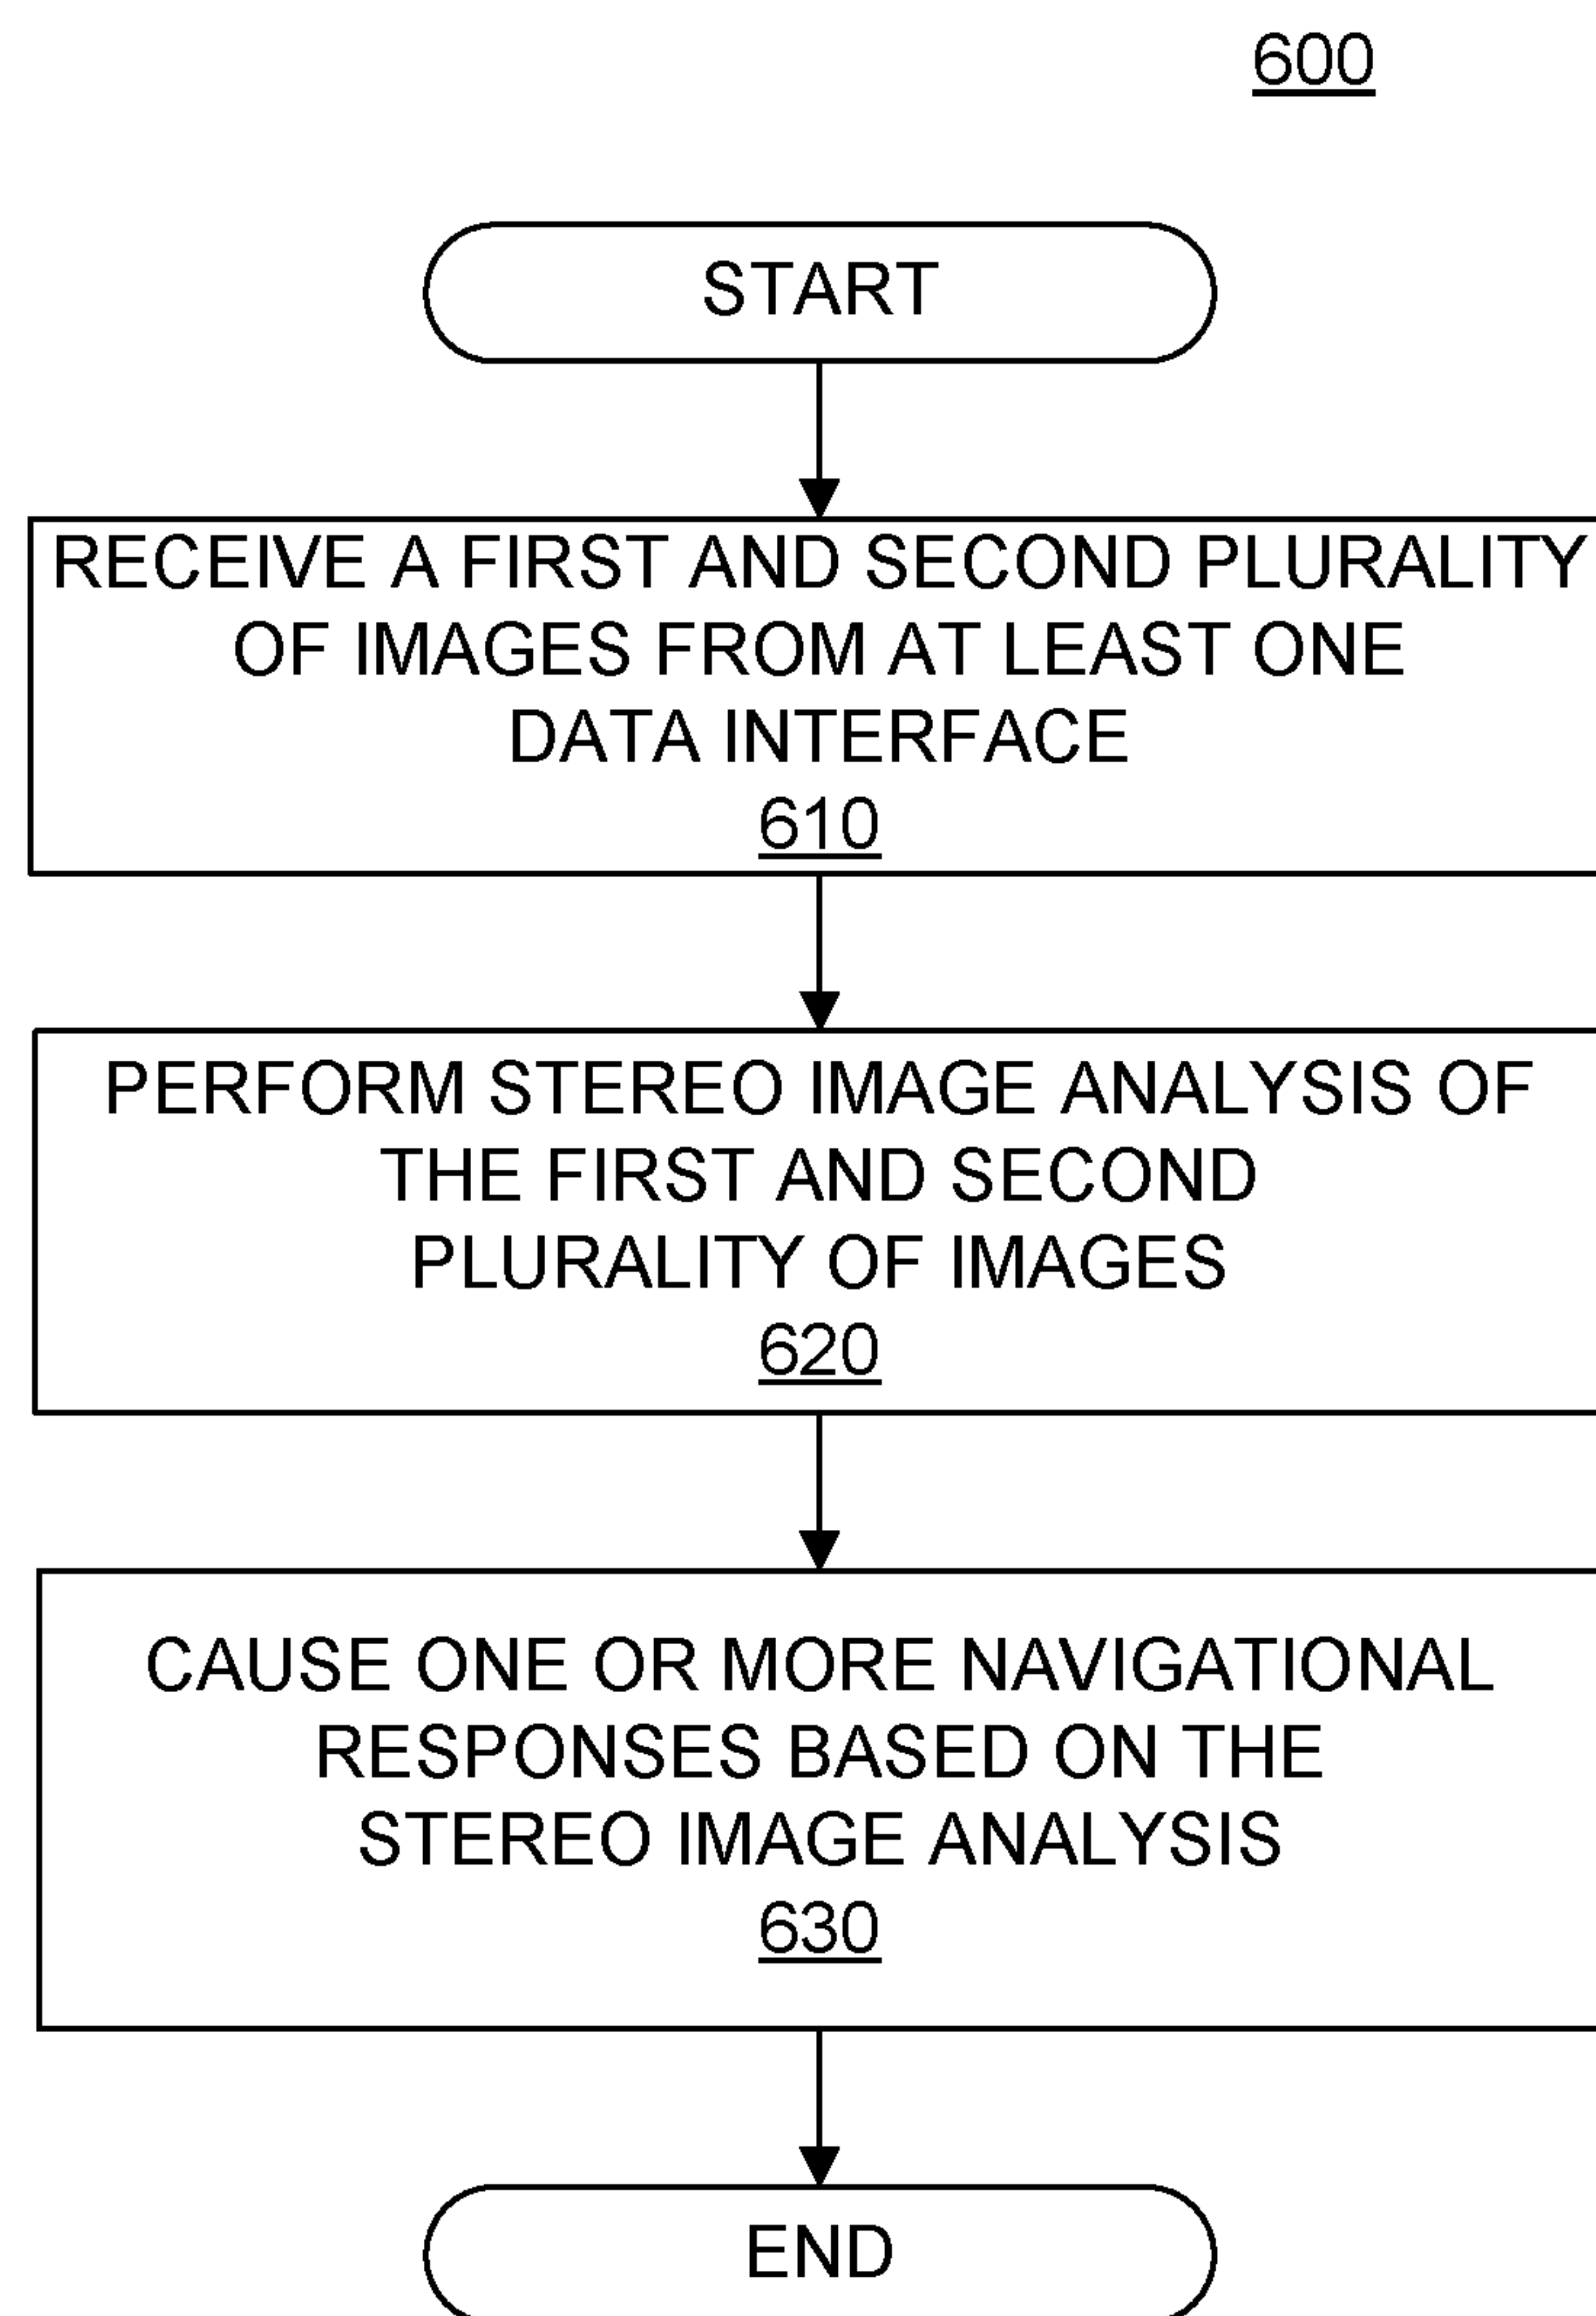 600
START
RECEIVE A FIRST AND SECOND PLURALITY
OF IMAGES FROM AT LEAST ONE
DATA INTERFACE
610
PERFORM STEREO IMAGE ANALYSIS OF
THE FIRST AND SECOND
PLURALITY OF IMAGES
620
CAUSE ONE OR MORE NAVIGATIONAL
RESPONSES BASED ON THE
STEREO IMAGE ANALYSIS
630
END